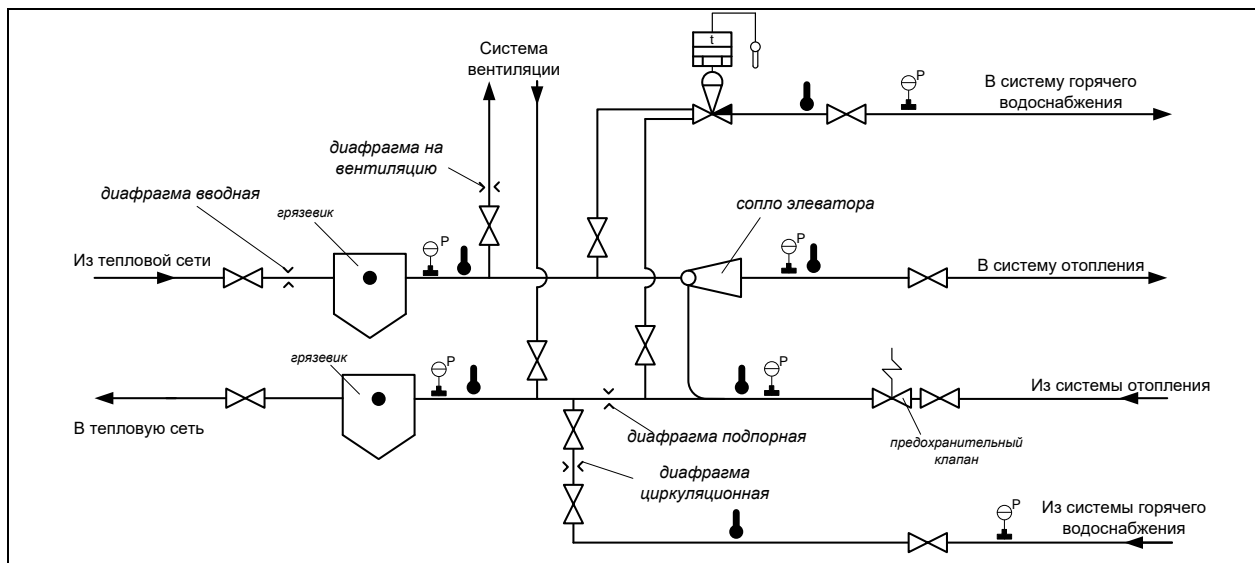 Система
вентиляции
t
P
В систему горячего
водоснабжения
диафрагма на
вентиляцию
диафрагма вводная
грязевик
сопло элеватора
P
P
Из тепловой сети
В систему отопления
грязевик
P
P
Из системы отопления
В тепловую сеть
диафрагма подпорная
предохранительный
клапан
диафрагма
циркуляционная
P
Из системы горячего
водоснабжения